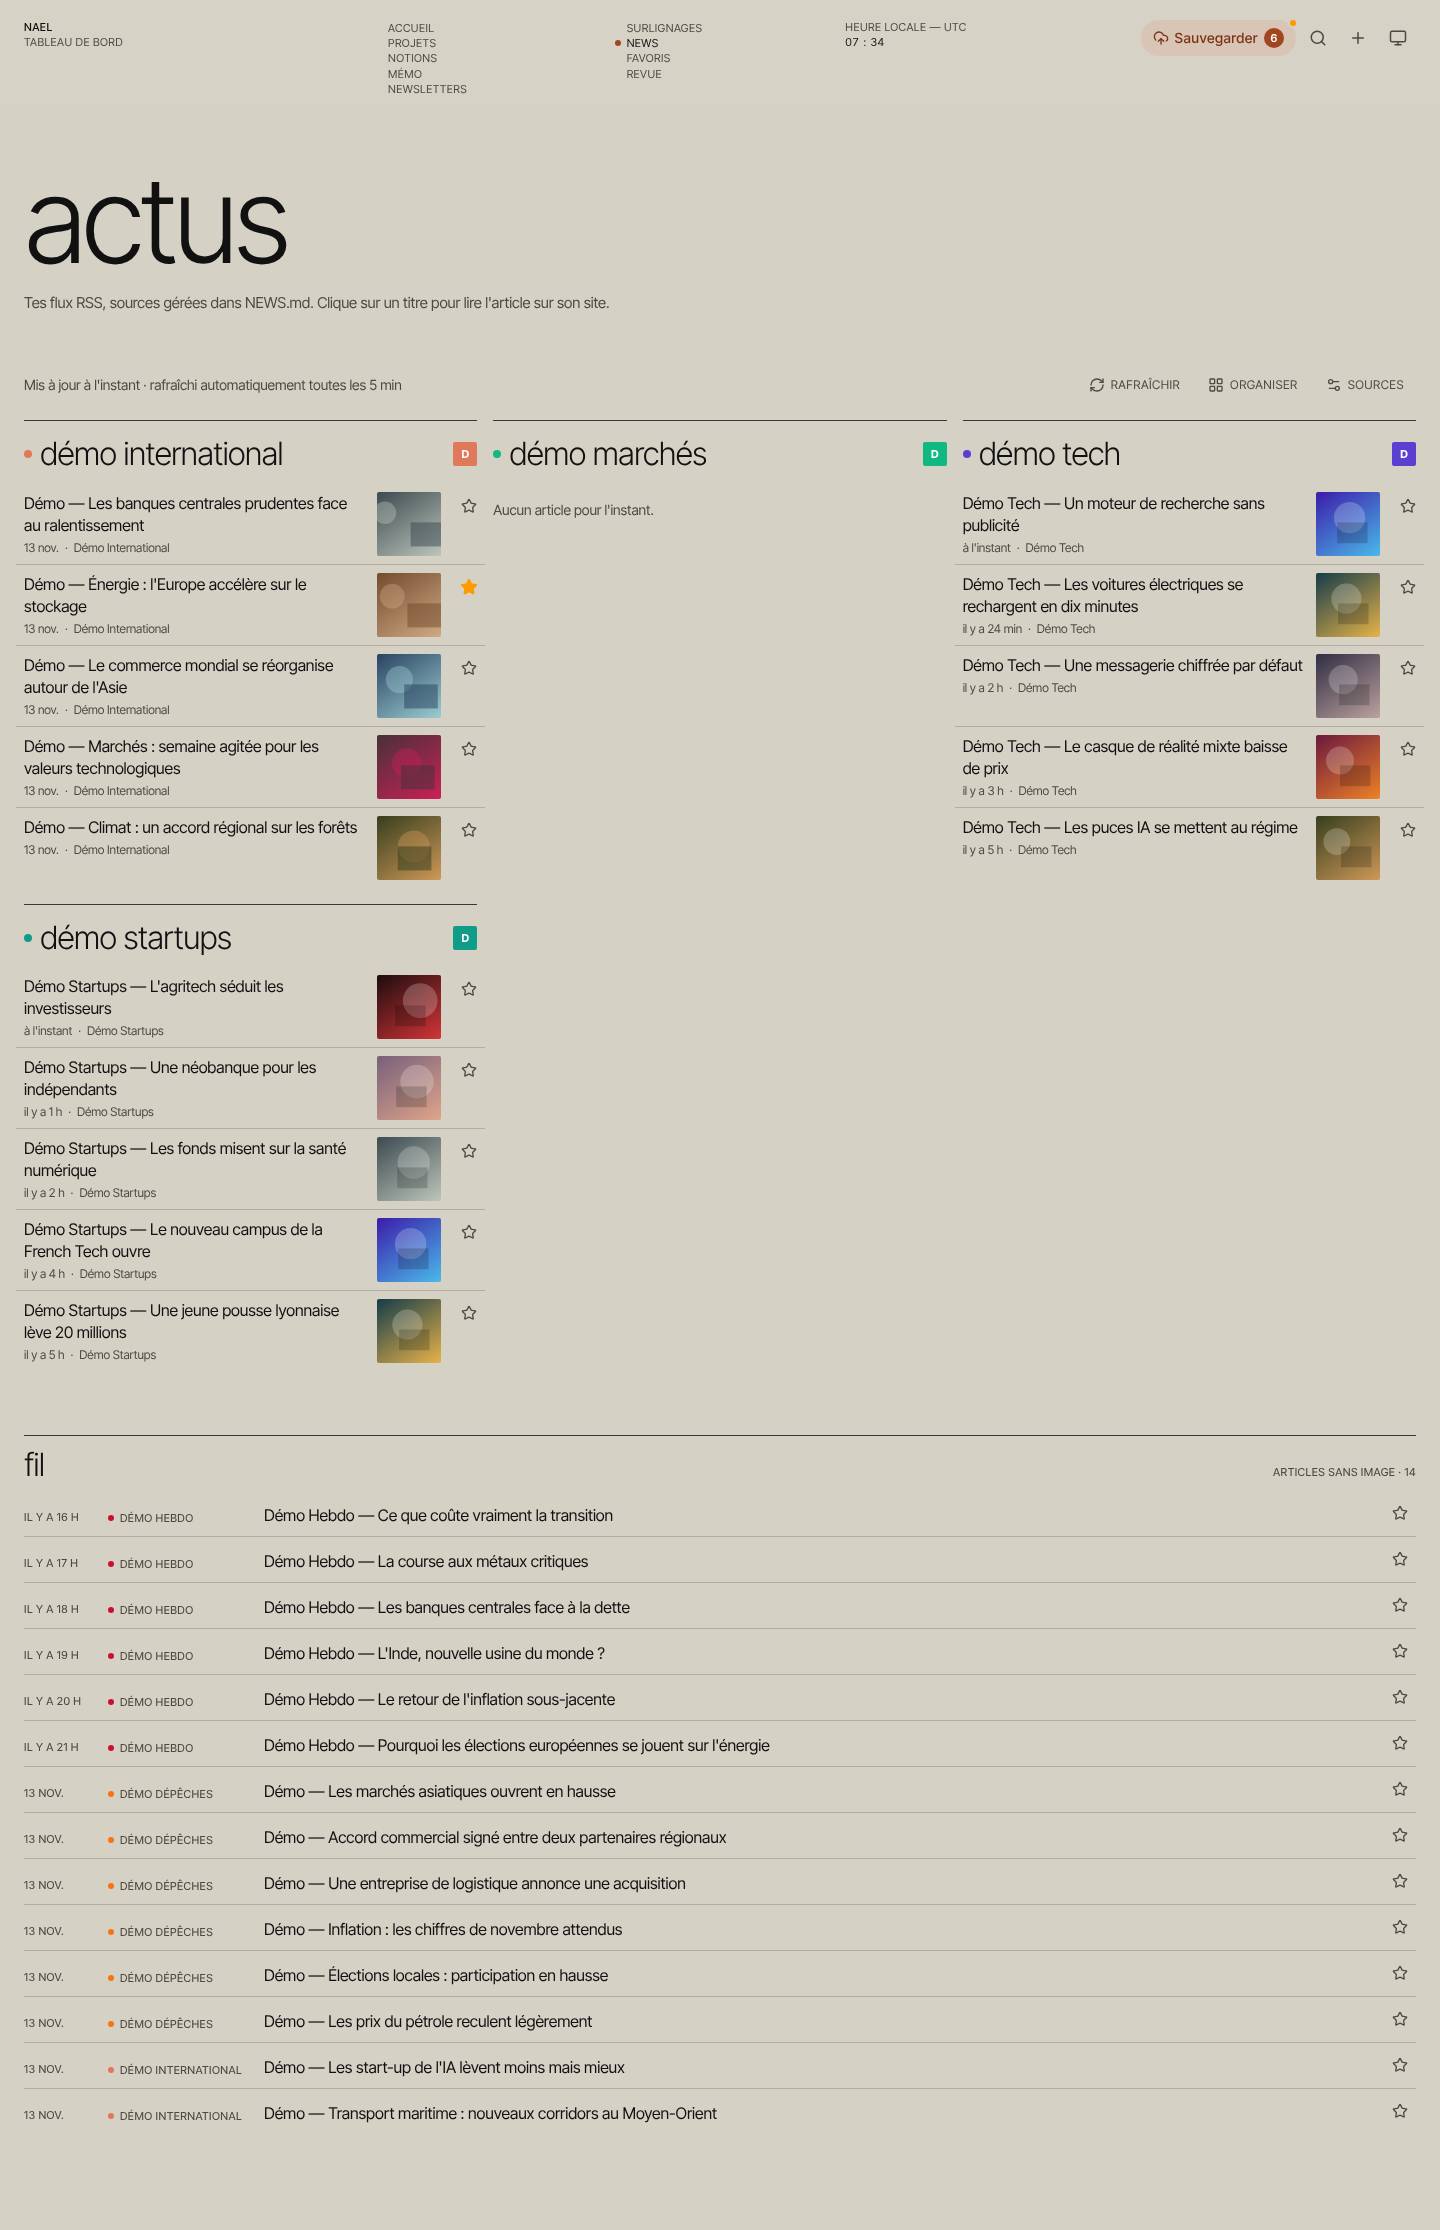 NAEL
TABLEAU DE BORD
ACCUEIL
PROJETS
NOTIONS
MÉMO
NEWSLETTERS
SURLIGNAGES
NEWS
FAVORIS
REVUE
HEURE LOCALE — UTC
07 : 34
Sauvegarder 6
actus
Tes flux RSS, sources gérées dans NEWS.md. Clique sur un titre pour lire l'article sur son site.
Mis à jour à l'instant · rafraîchi automatiquement toutes les 5 min
RAFRAÎCHIR
ORGANISER
SOURCES
démo international
D
Démo — Les banques centrales prudentes face
au ralentissement
13 nov. · Démo International
Démo — Énergie : l'Europe accélère sur le
stockage
13 nov. · Démo International
Démo — Le commerce mondial se réorganise
autour de l'Asie
13 nov. · Démo International
Démo — Marchés : semaine agitée pour les
valeurs technologiques
13 nov. · Démo International
Démo — Climat : un accord régional sur les forêts
13 nov. · Démo International
démo marchés
D
Aucun article pour l'instant.
démo tech
D
Démo Tech — Un moteur de recherche sans
publicité
à l'instant · Démo Tech
Démo Tech — Les voitures électriques se
rechargent en dix minutes
il y a 24 min · Démo Tech
Démo Tech — Une messagerie chiffrée par défaut
il y a 2 h · Démo Tech
Démo Tech — Le casque de réalité mixte baisse
de prix
il y a 3 h · Démo Tech
Démo Tech — Les puces IA se mettent au régime
il y a 5 h · Démo Tech
démo startups
D
Démo Startups — L'agritech séduit les
investisseurs
à l'instant · Démo Startups
Démo Startups — Une néobanque pour les
indépendants
il y a 1 h · Démo Startups
Démo Startups — Les fonds misent sur la santé
numérique
il y a 2 h · Démo Startups
Démo Startups — Le nouveau campus de la
French Tech ouvre
il y a 4 h · Démo Startups
Démo Startups — Une jeune pousse lyonnaise
lève 20 millions
il y a 5 h · Démo Startups
fil
ARTICLES SANS IMAGE · 14
IL Y A 16 H DÉMO HEBDO Démo Hebdo — Ce que coûte vraiment la transition
IL Y A 17 H DÉMO HEBDO Démo Hebdo — La course aux métaux critiques
IL Y A 18 H DÉMO HEBDO Démo Hebdo — Les banques centrales face à la dette
IL Y A 19 H DÉMO HEBDO Démo Hebdo — L'Inde, nouvelle usine du monde ?
IL Y A 20 H DÉMO HEBDO Démo Hebdo — Le retour de l'inflation sous-jacente
IL Y A 21 H DÉMO HEBDO Démo Hebdo — Pourquoi les élections européennes se jouent sur l'énergie
13 NOV. DÉMO DÉPÊCHES Démo — Les marchés asiatiques ouvrent en hausse
13 NOV. DÉMO DÉPÊCHES Démo — Accord commercial signé entre deux partenaires régionaux
13 NOV. DÉMO DÉPÊCHES Démo — Une entreprise de logistique annonce une acquisition
13 NOV. DÉMO DÉPÊCHES Démo — Inflation : les chiffres de novembre attendus
13 NOV. DÉMO DÉPÊCHES Démo — Élections locales : participation en hausse
13 NOV. DÉMO DÉPÊCHES Démo — Les prix du pétrole reculent légèrement
13 NOV. DÉMO INTERNATIONAL Démo — Les start-up de l'IA lèvent moins mais mieux
13 NOV. DÉMO INTERNATIONAL Démo — Transport maritime : nouveaux corridors au Moyen-Orient